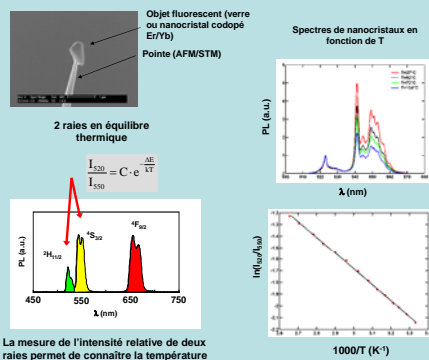 Objet fluorescent (verre
ou nanocristal codopé
Er/Yb)
Pointe (AFM/STM)
2 raies en équilibre
thermique
I520/I550 = C · e^-ΔE/kT
PL (a.u.)
²H11/2
⁴S3/2
⁴F9/2
450 550 650 750
λ (nm)
La mesure de l'intensité relative de deux
raies permet de connaître la température
Spectres de nanocristaux en
fonction de T
PL (a.u.)
λ (nm)
ln(I520/I550)
1000/T (K⁻¹)